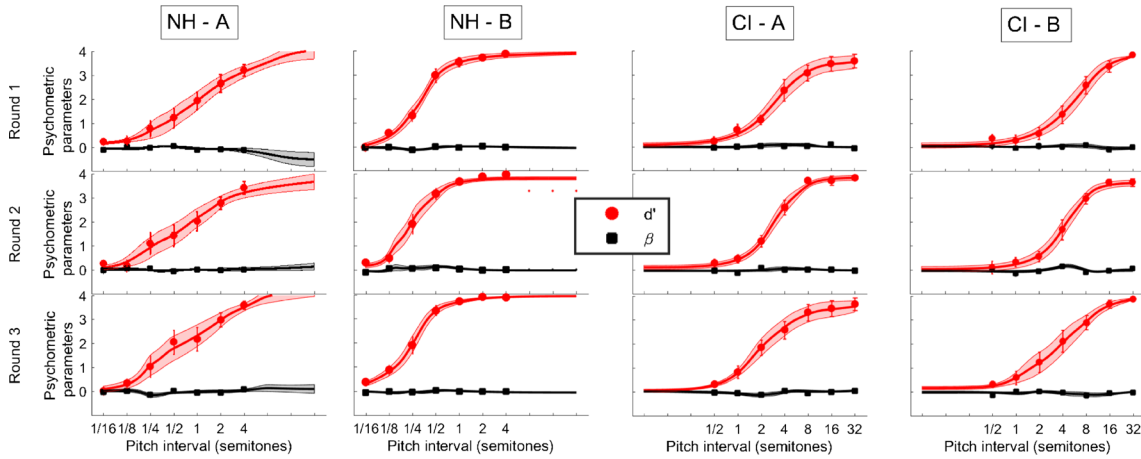 NH - A NH - B CI - A CI - B
Round 1
Psychometric
parameters
4
3
2
1
0
Round 2
Psychometric
parameters
4
3
2
1
0
d'
β
Round 3
Psychometric
parameters
4
3
2
1
0
1/16 1/8 1/4 1/2 1 2 4 1/16 1/8 1/4 1/2 1 2 4 1/2 1 2 4 8 16 32 1/2 1 2 4 8 16 32
Pitch interval (semitones) Pitch interval (semitones) Pitch interval (semitones) Pitch interval (semitones)